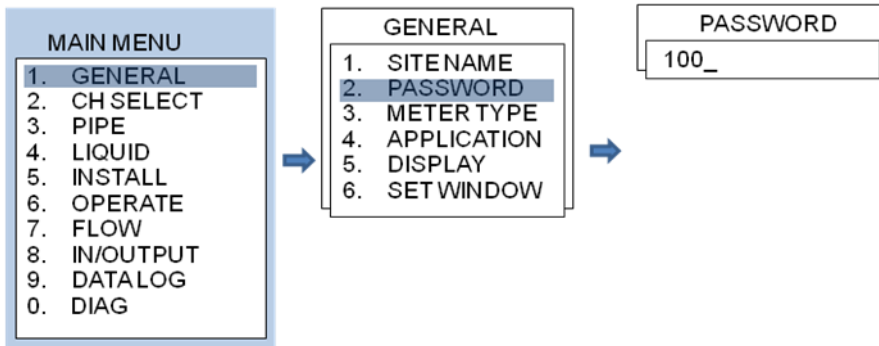 MAIN MENU
1. GENERAL
2. CH SELECT
3. PIPE
4. LIQUID
5. INSTALL
6. OPERATE
7. FLOW
8. IN/OUTPUT
9. DATALOG
0. DIAG
GENERAL
1. SITE NAME
2. PASSWORD
3. METER TYPE
4. APPLICATION
5. DISPLAY
6. SET WINDOW
PASSWORD
100_